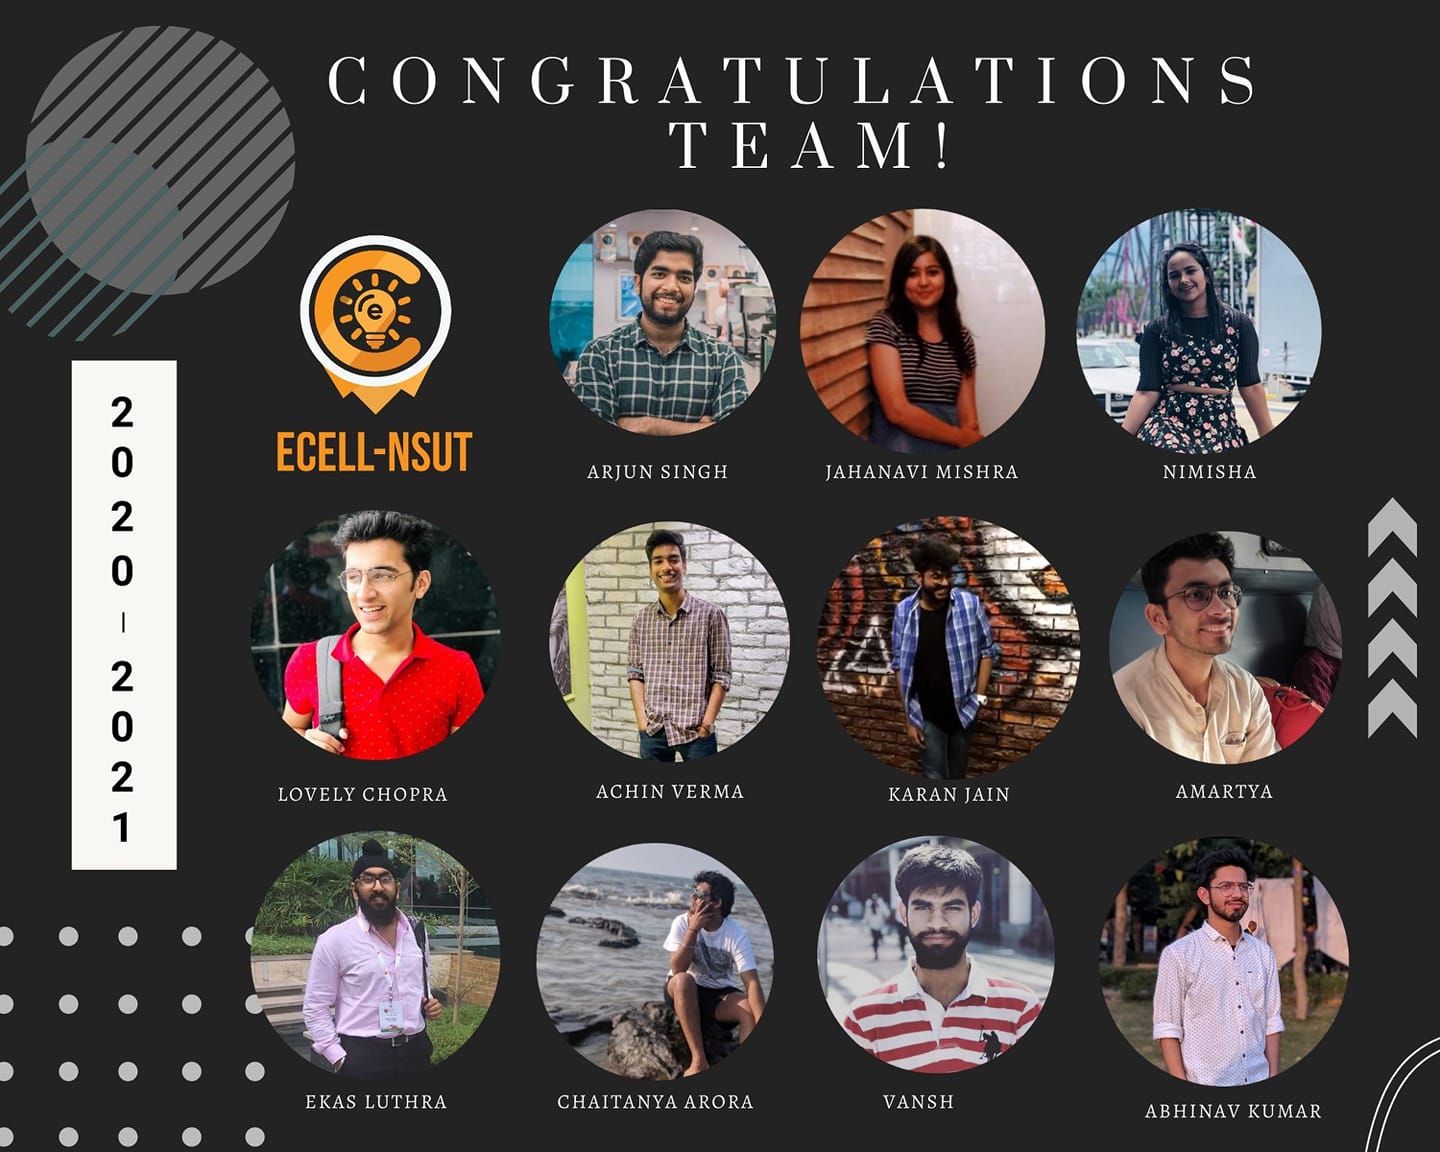 CONGRATULATIONS
TEAM!
2020-2021
e
ECELL-NSUT
ARJUN SINGH
JAHANAVI MISHRA
NIMISHA
LOVELY CHOPRA
ACHIN VERMA
KARAN JAIN
AMARTYA
EKAS LUTHRA
CHAITANYA ARORA
VANSH
ABHINAV KUMAR